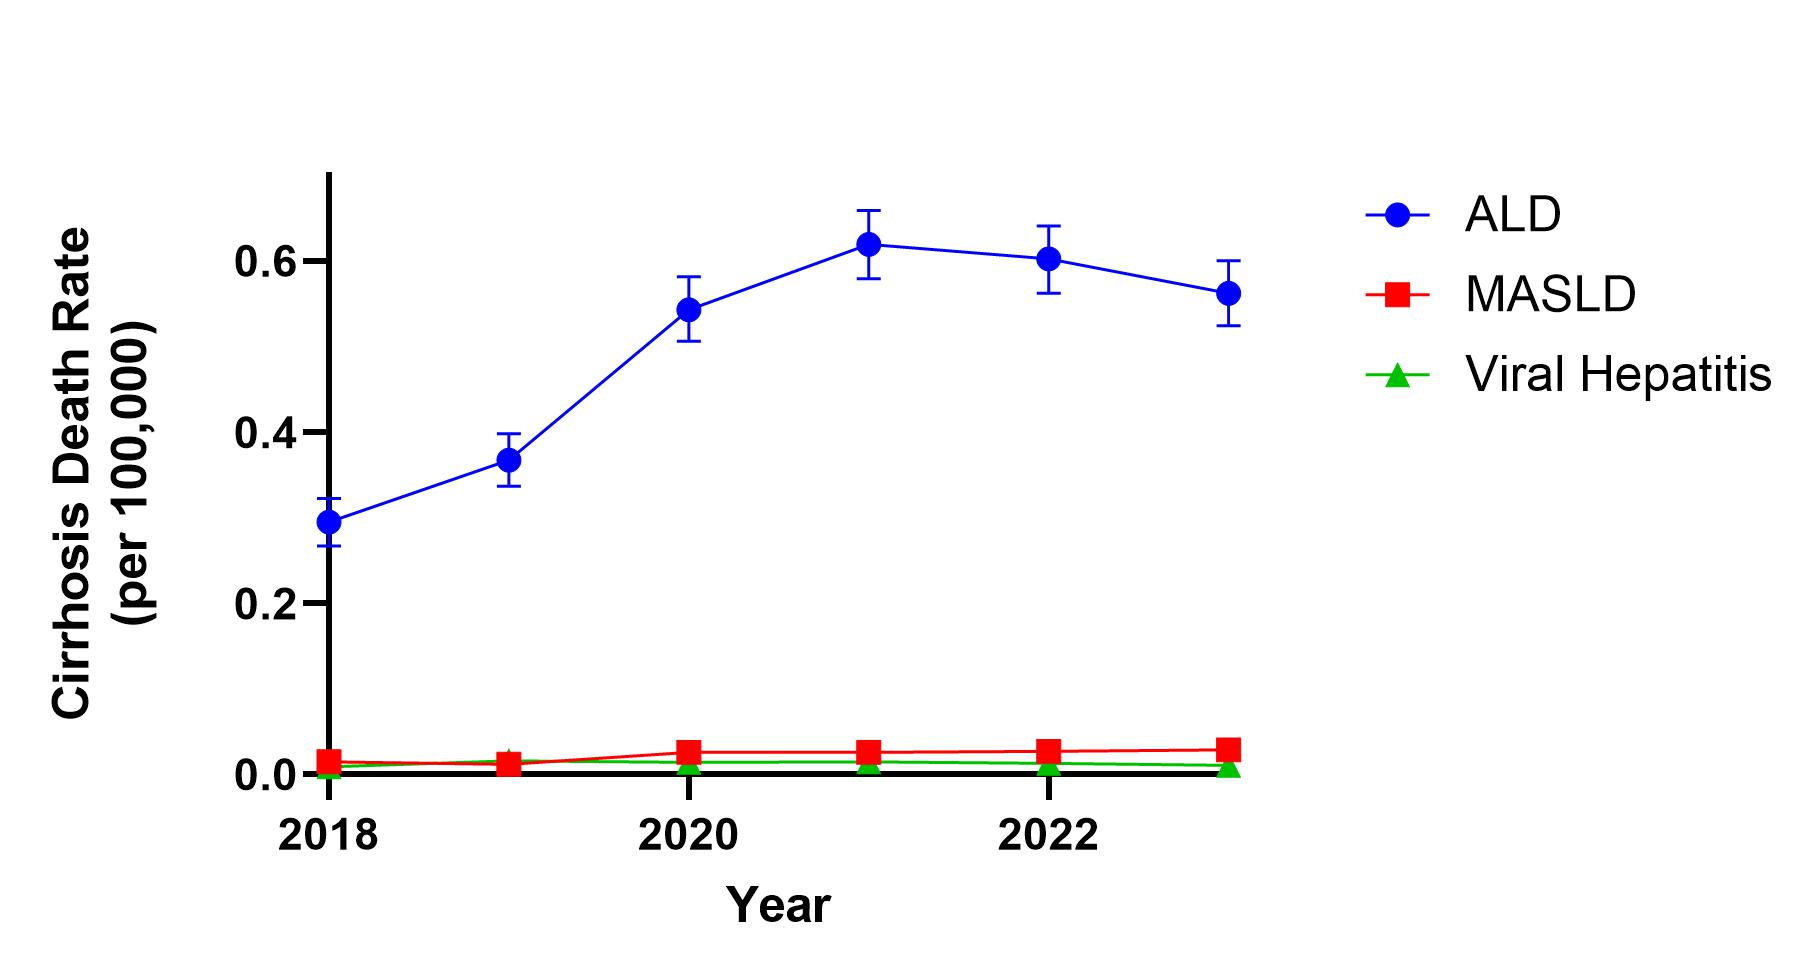 Cirrhosis Death Rate
(per 100,000)
0.6
0.4
0.2
0.0
2018
2020
2022
Year
ALD
MASLD
Viral Hepatitis